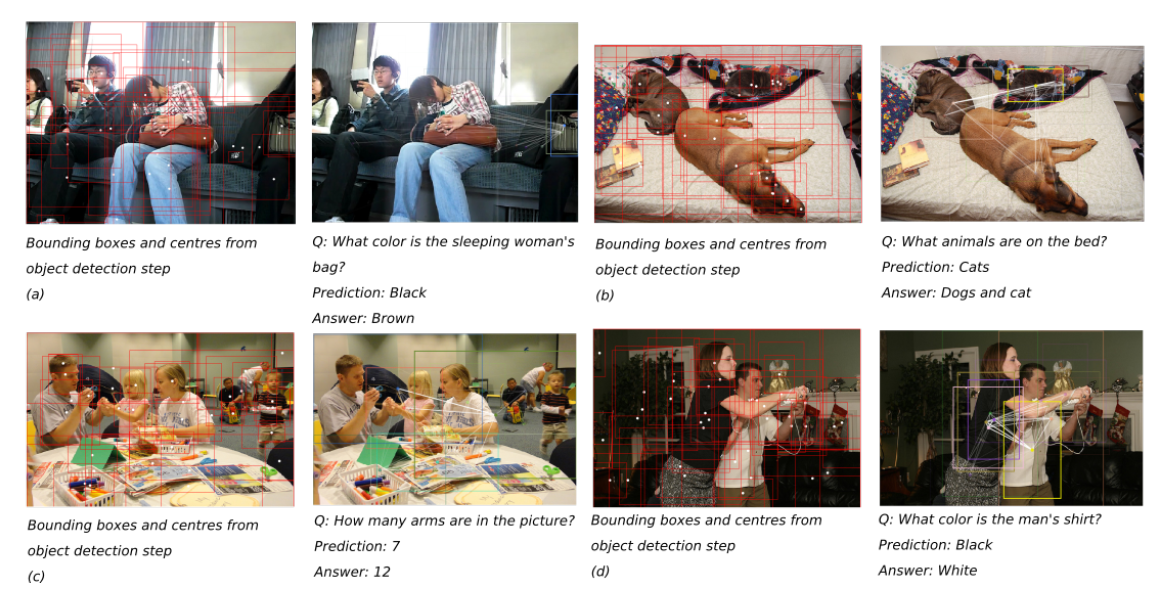 Bounding boxes and centres from
object detection step
(a)
Q: What color is the sleeping woman's
bag?
Prediction: Black
Answer: Brown
Bounding boxes and centres from
object detection step
(b)
Q: What animals are on the bed?
Prediction: Cats
Answer: Dogs and cat
Bounding boxes and centres from
object detection step
(c)
Q: How many arms are in the picture?
Prediction: 7
Answer: 12
Bounding boxes and centres from
object detection step
(d)
Q: What color is the man's shirt?
Prediction: Black
Answer: White